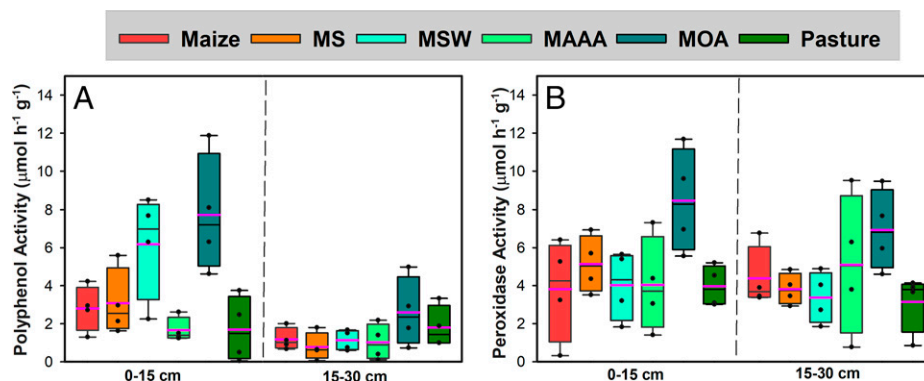 Maize MS MSW MAAA MOA Pasture
A
Polyphenol Activity (μmol h⁻¹ g⁻¹)
14
12
10
8
6
4
2
0
0-15 cm 15-30 cm
B
Peroxidase Activity (μmol h⁻¹ g⁻¹)
14
12
10
8
6
4
2
0
0-15 cm 15-30 cm